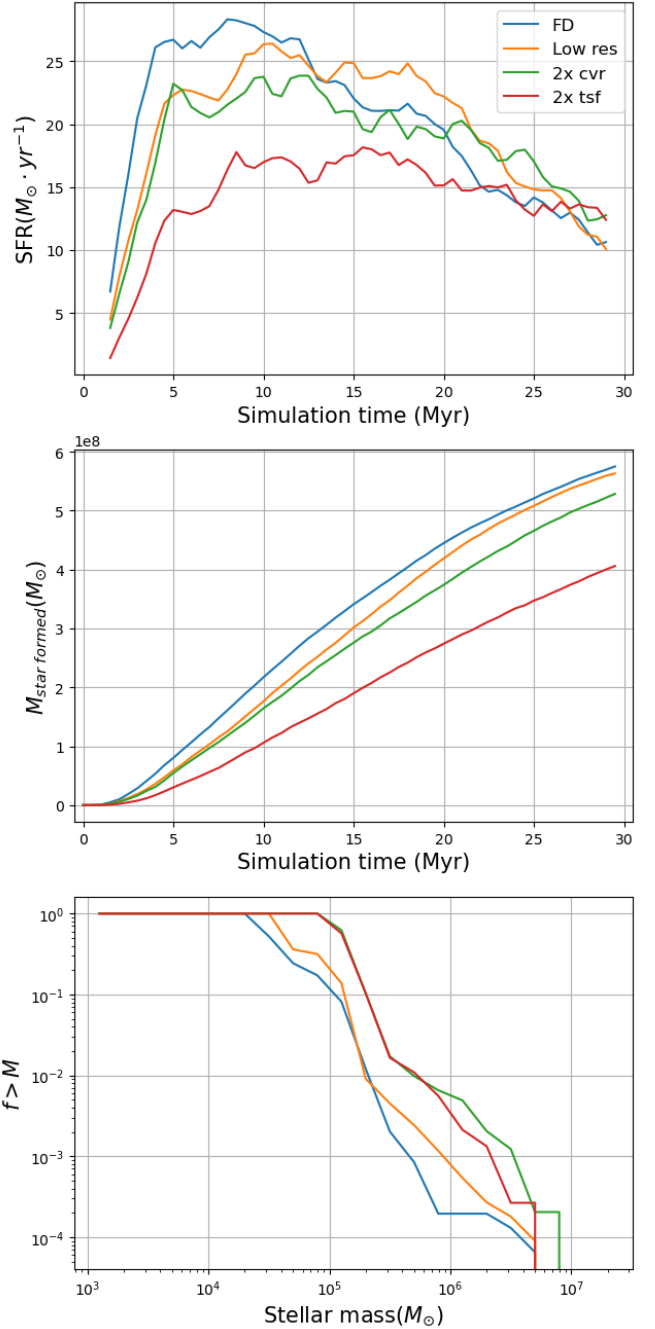 25
20
15
10
5
SFR(M⊙ · yr⁻¹)
FD
Low res
2x cvr
2x tsf
0 5 10 15 20 25 30
Simulation time (Myr)
1e8
6
5
4
3
2
1
0
M_star formed(M⊙)
0 5 10 15 20 25 30
Simulation time (Myr)
10⁰
10⁻¹
10⁻²
10⁻³
10⁻⁴
f > M
10³ 10⁴ 10⁵ 10⁶ 10⁷
Stellar mass(M⊙)